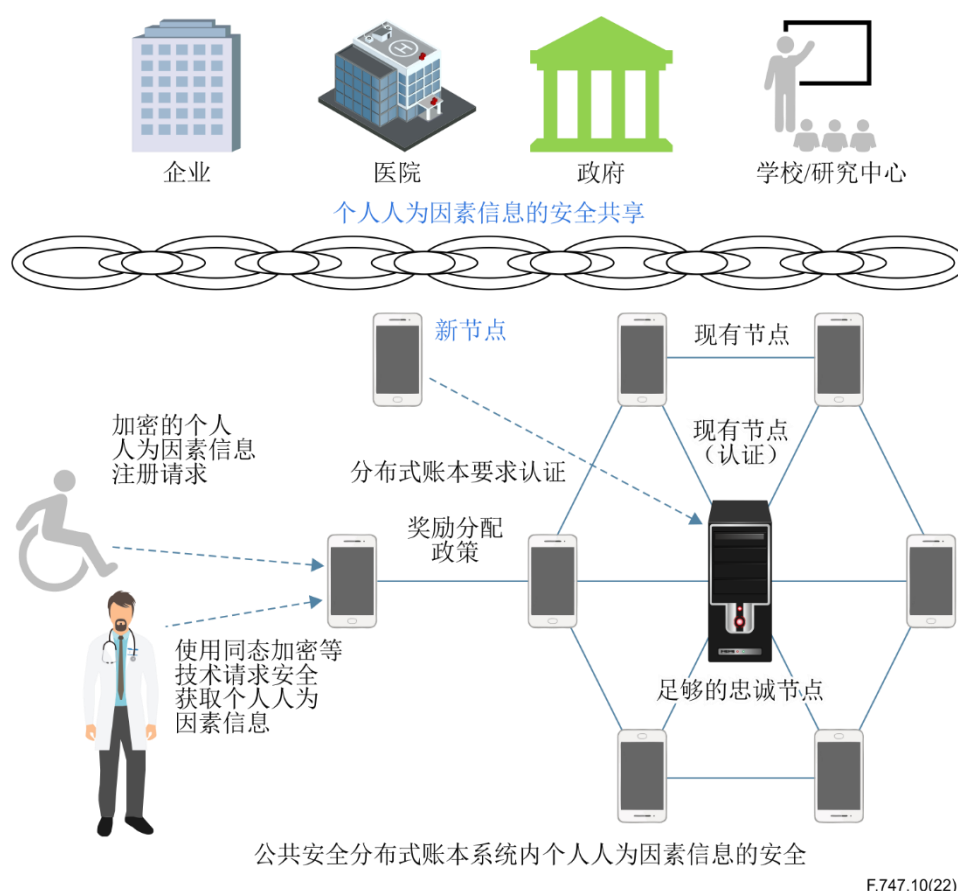 企业
医院
政府
学校/研究中心
个人人为因素信息的安全共享
新节点
现有节点
加密的个人
人为因素信息
注册请求
现有节点
（认证）
分布式账本要求认证
奖励分配
政策
使用同态加密等
技术请求安全
获取个人人为
因素信息
足够的忠诚节点
公共安全分布式账本系统内个人人为因素信息的安全
F.747.10(22)